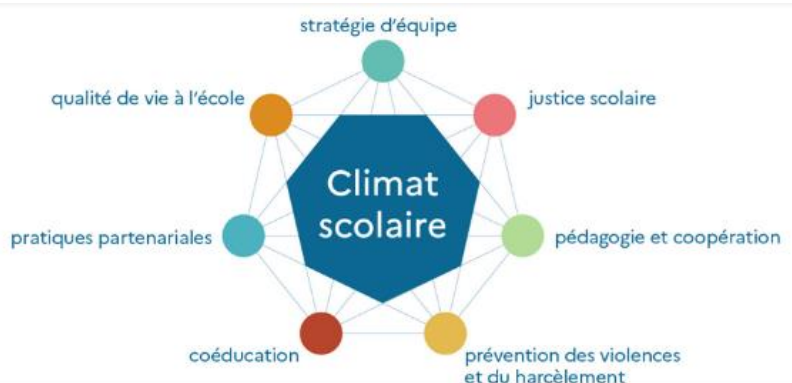 stratégie d'équipe
qualité de vie à l'école
justice scolaire
Climat
scolaire
pratiques partenariales
pédagogie et coopération
coéducation
prévention des violences
et du harcèlement